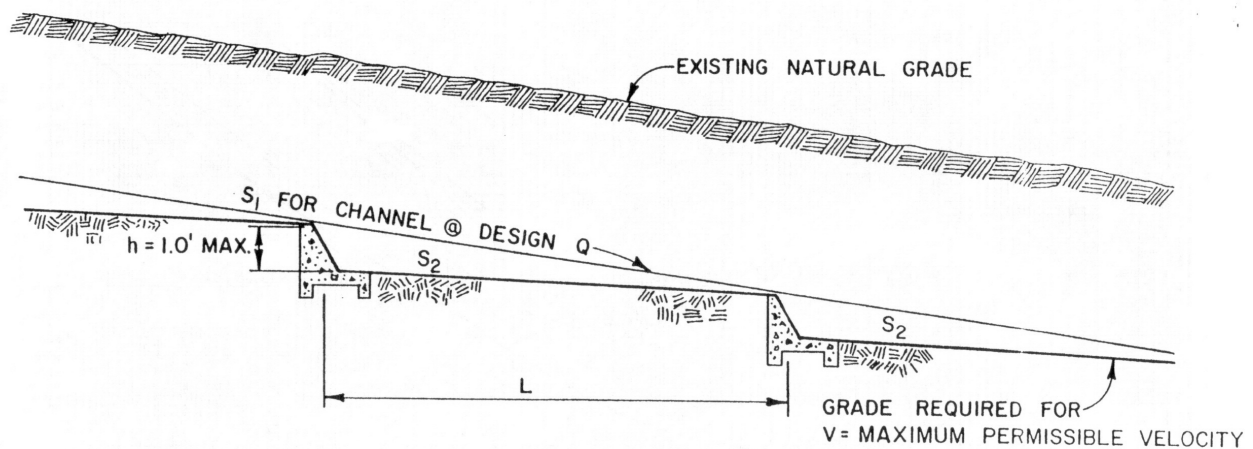 EXISTING NATURAL GRADE
S1 FOR CHANNEL @ DESIGN Q
h = 1.0' MAX.
S2
S2
L
GRADE REQUIRED FOR
V = MAXIMUM PERMISSIBLE VELOCITY